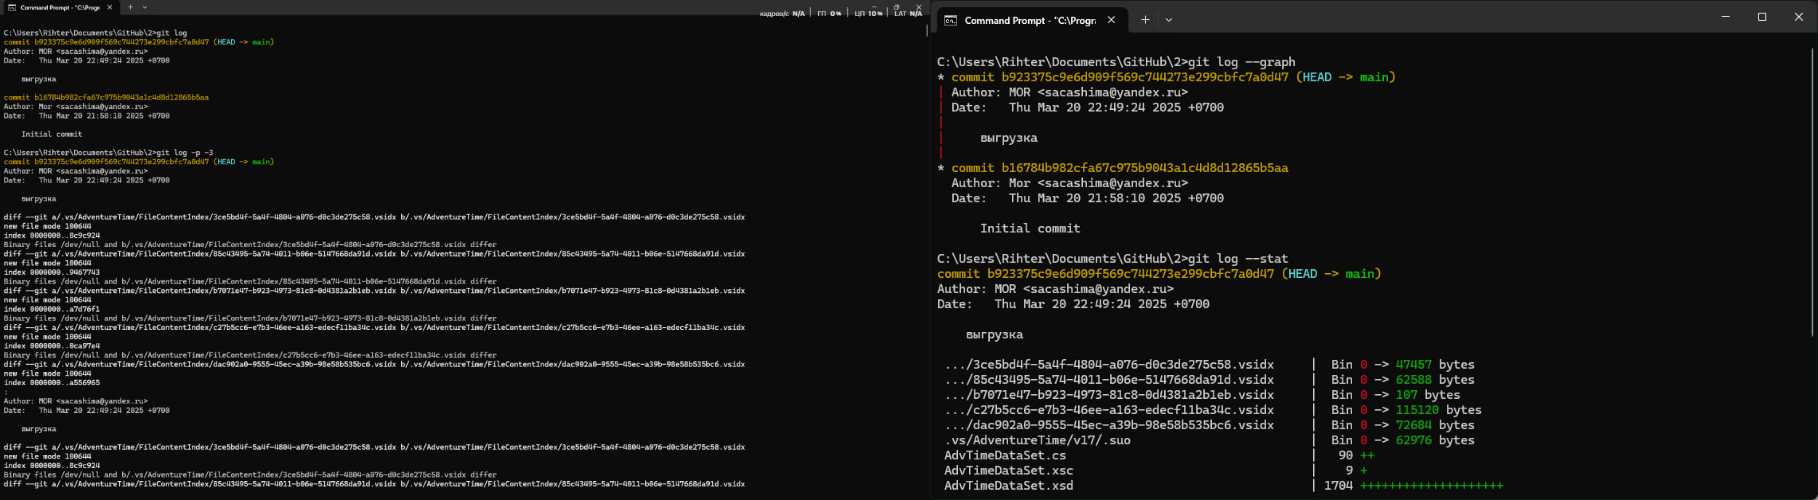 Command Prompt - "C:\Progra
кадров/с N/A | ГП 0% | ЦП 10% | LAT N/A
C:\Users\Rihter\Documents\GitHub\2>git log
commit b923375c9e6d909f569c744273e299cbfc7a0d47 (HEAD -> main)
Author: MOR <sacashima@yandex.ru>
Date:   Thu Mar 20 22:49:24 2025 +0700
выгрузка
commit b16784b982cfa67c975b9043a1c4d8d12865b5aa
Author: Mor <sacashima@yandex.ru>
Date:   Thu Mar 20 21:58:10 2025 +0700
Initial commit
C:\Users\Rihter\Documents\GitHub\2>git log -p -3
commit b923375c9e6d909f569c744273e299cbfc7a0d47 (HEAD -> main)
Author: MOR <sacashima@yandex.ru>
Date:   Thu Mar 20 22:49:24 2025 +0700
выгрузка
diff --git a/.vs/AdventureTime/FileContentIndex/3ce5bd4f-5a4f-4804-a076-d0c3de275c58.vsidx b/.vs/AdventureTime/FileContentIndex/3ce5bd4f-5a4f-4804-a076-d0c3de275c58.vsidx
new file mode 100644
index 0000000..8c9c924
Binary files /dev/null and b/.vs/AdventureTime/FileContentIndex/3ce5bd4f-5a4f-4804-a076-d0c3de275c58.vsidx differ
diff --git a/.vs/AdventureTime/FileContentIndex/85c43495-5a74-4011-b06e-5147668da91d.vsidx b/.vs/AdventureTime/FileContentIndex/85c43495-5a74-4011-b06e-5147668da91d.vsidx
new file mode 100644
index 0000000..9467743
Binary files /dev/null and b/.vs/AdventureTime/FileContentIndex/85c43495-5a74-4011-b06e-5147668da91d.vsidx differ
diff --git a/.vs/AdventureTime/FileContentIndex/b7071e47-b923-4973-81c8-0d4381a2b1eb.vsidx b/.vs/AdventureTime/FileContentIndex/b7071e47-b923-4973-81c8-0d4381a2b1eb.vsidx
new file mode 100644
index 0000000..a7d76f1
Binary files /dev/null and b/.vs/AdventureTime/FileContentIndex/b7071e47-b923-4973-81c8-0d4381a2b1eb.vsidx differ
diff --git a/.vs/AdventureTime/FileContentIndex/c27b5cc6-e7b3-46ee-a163-edecf11ba34c.vsidx b/.vs/AdventureTime/FileContentIndex/c27b5cc6-e7b3-46ee-a163-edecf11ba34c.vsidx
new file mode 100644
index 0000000..0ca97e4
Binary files /dev/null and b/.vs/AdventureTime/FileContentIndex/c27b5cc6-e7b3-46ee-a163-edecf11ba34c.vsidx differ
diff --git a/.vs/AdventureTime/FileContentIndex/dac902a0-9555-45ec-a39b-98e58b535bc6.vsidx b/.vs/AdventureTime/FileContentIndex/dac902a0-9555-45ec-a39b-98e58b535bc6.vsidx
new file mode 100644
index 0000000..a556965
:
Author: MOR <sacashima@yandex.ru>
Date:   Thu Mar 20 22:49:24 2025 +0700
выгрузка
diff --git a/.vs/AdventureTime/FileContentIndex/3ce5bd4f-5a4f-4804-a076-d0c3de275c58.vsidx b/.vs/AdventureTime/FileContentIndex/3ce5bd4f-5a4f-4804-a076-d0c3de275c58.vsidx
new file mode 100644
index 0000000..8c9c924
Binary files /dev/null and b/.vs/AdventureTime/FileContentIndex/3ce5bd4f-5a4f-4804-a076-d0c3de275c58.vsidx differ
diff --git a/.vs/AdventureTime/FileContentIndex/85c43495-5a74-4011-b06e-5147668da91d.vsidx b/.vs/AdventureTime/FileContentIndex/85c43495-5a74-4011-b06e-5147668da91d.vsidx
Command Prompt - "C:\Progra
C:\Users\Rihter\Documents\GitHub\2>git log --graph
* commit b923375c9e6d909f569c744273e299cbfc7a0d47 (HEAD -> main)
| Author: MOR <sacashima@yandex.ru>
| Date:   Thu Mar 20 22:49:24 2025 +0700
|
|     выгрузка
|
* commit b16784b982cfa67c975b9043a1c4d8d12865b5aa
Author: Mor <sacashima@yandex.ru>
Date:   Thu Mar 20 21:58:10 2025 +0700
Initial commit
C:\Users\Rihter\Documents\GitHub\2>git log --stat
commit b923375c9e6d909f569c744273e299cbfc7a0d47 (HEAD -> main)
Author: MOR <sacashima@yandex.ru>
Date:   Thu Mar 20 22:49:24 2025 +0700
выгрузка
.../3ce5bd4f-5a4f-4804-a076-d0c3de275c58.vsidx     |  Bin 0 -> 47457 bytes
.../85c43495-5a74-4011-b06e-5147668da91d.vsidx     |  Bin 0 -> 62588 bytes
.../b7071e47-b923-4973-81c8-0d4381a2b1eb.vsidx     |  Bin 0 -> 107 bytes
.../c27b5cc6-e7b3-46ee-a163-edecf11ba34c.vsidx     |  Bin 0 -> 115120 bytes
.../dac902a0-9555-45ec-a39b-98e58b535bc6.vsidx     |  Bin 0 -> 72684 bytes
.vs/AdventureTime/v17/.suo                         |  Bin 0 -> 62976 bytes
AdvTimeDataSet.cs                                  |   90 ++
AdvTimeDataSet.xsc                                 |    9 +
AdvTimeDataSet.xsd                                 | 1704 ++++++++++++++++++++